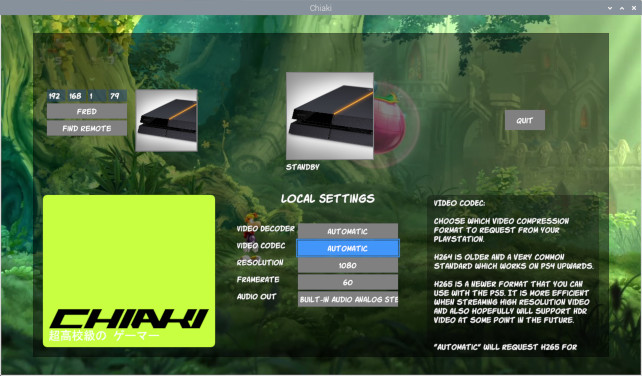 Chiaki
192 168 1 79
FRED
FIND REMOTE
STANDBY
QUIT
LOCAL SETTINGS
VIDEO DECODER AUTOMATIC
VIDEO CODEC AUTOMATIC
RESOLUTION 1080
FRAMERATE 60
AUDIO OUT BUILT-IN AUDIO ANALOG STE
CHIAKI
超高校級の ゲーマー
VIDEO CODEC:
CHOOSE WHICH VIDEO COMPRESSION
FORMAT TO REQUEST FROM YOUR
PLAYSTATION.
H264 IS OLDER AND A VERY COMMON
STANDARD WHICH WORKS ON PS4 UPWARDS.
H265 IS A NEWER FORMAT THAT YOU CAN
USE WITH THE PS5. IT IS MORE EFFICIENT
WHEN STREAMING HIGH RESOLUTION VIDEO
AND ALSO HOPEFULLY WILL SUPPORT HDR
VIDEO AT SOME POINT IN THE FUTURE.
"AUTOMATIC" WILL REQUEST H265 FOR